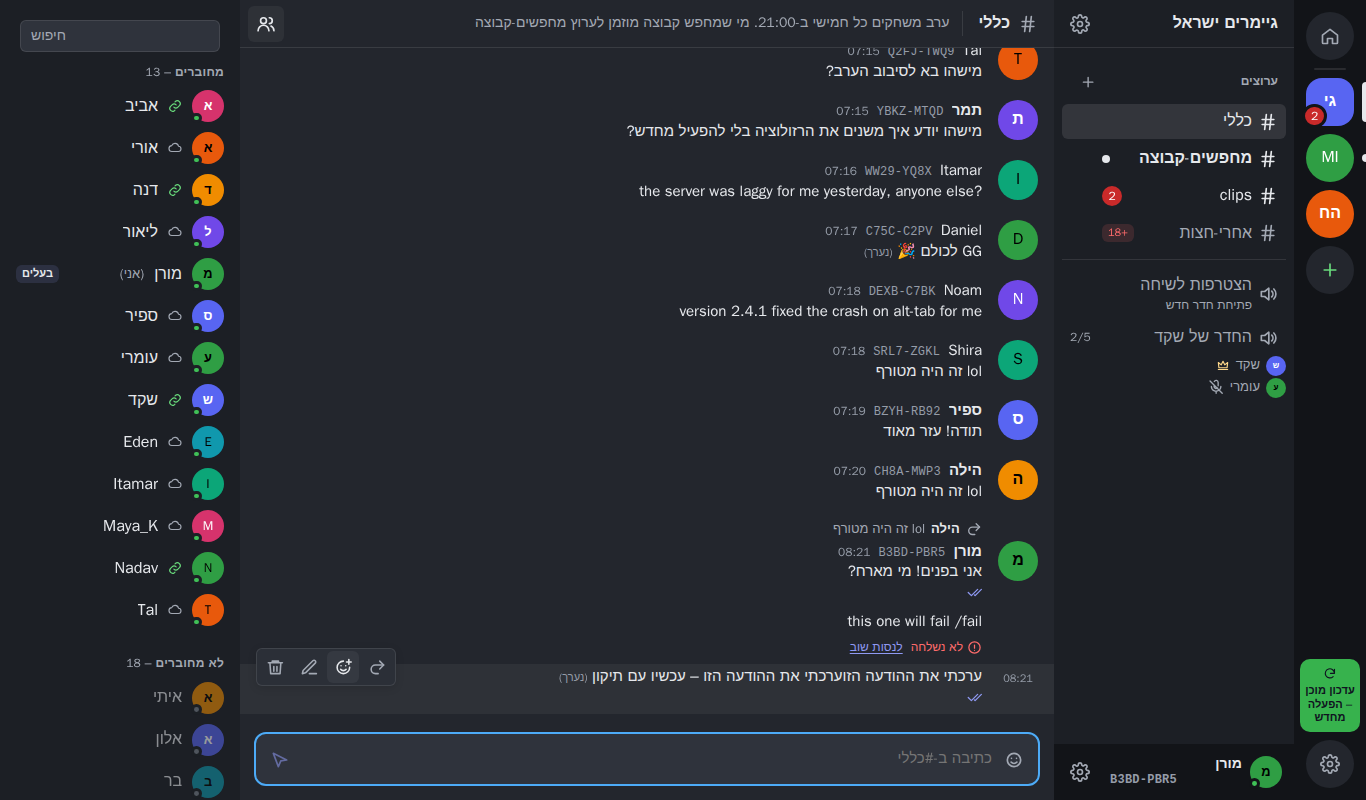 גי
2
MI
הח
עדכון מוכן
– הפעלה
מחדש
גיימרים ישראל
ערוצים
כללי
מחפשים-קבוצה
clips
2
אחרי-חצות
18+
הצטרפות לשיחה
פתיחת חדר חדש
החדר של שקד
2/5
ש שקד
ע עומרי
מ מורן
B3BD-PBR5
כללי
ערב משחקים כל חמישי ב-21:00. מי שמחפש קבוצה מוזמן לערוץ מחפשים-קבוצה
T Tal Q2FJ-TWQ9 07:15
מישהו בא לסיבוב הערב?
ת תמר YBKZ-MTQD 07:15
מישהו יודע איך משנים את הרזולוציה בלי להפעיל מחדש?
I Itamar WW29-YQ8X 07:16
the server was laggy for me yesterday, anyone else?
D Daniel C75C-C2PV 07:17
GG לכולם 🎉 (נערך)
N Noam DEXB-C7BK 07:18
version 2.4.1 fixed the crash on alt-tab for me
S Shira SRL7-ZGKL 07:18
lol זה היה מטורף
ס ספיר BZYH-RB92 07:19
תודה! עזר מאוד
ה הילה CH8A-MWP3 07:20
lol זה היה מטורף
הילה lol זה היה מטורף
מ מורן B3BD-PBR5 08:21
אני בפנים! מי מארח?
this one will fail /fail
לא נשלחה לנסות שוב
08:21 ערכתי את ההודעה הזוערכתי את ההודעה הזו – עכשיו עם תיקון (נערך)
כתיבה ב-#כללי
חיפוש
מחוברים – 13
א אביב
א אורי
ד דנה
ל ליאור
מ מורן (אני) בעלים
ס ספיר
ע עומרי
ש שקד
E Eden
I Itamar
M Maya_K
N Nadav
T Tal
לא מחוברים – 18
א איתי
א אלון
ב בר